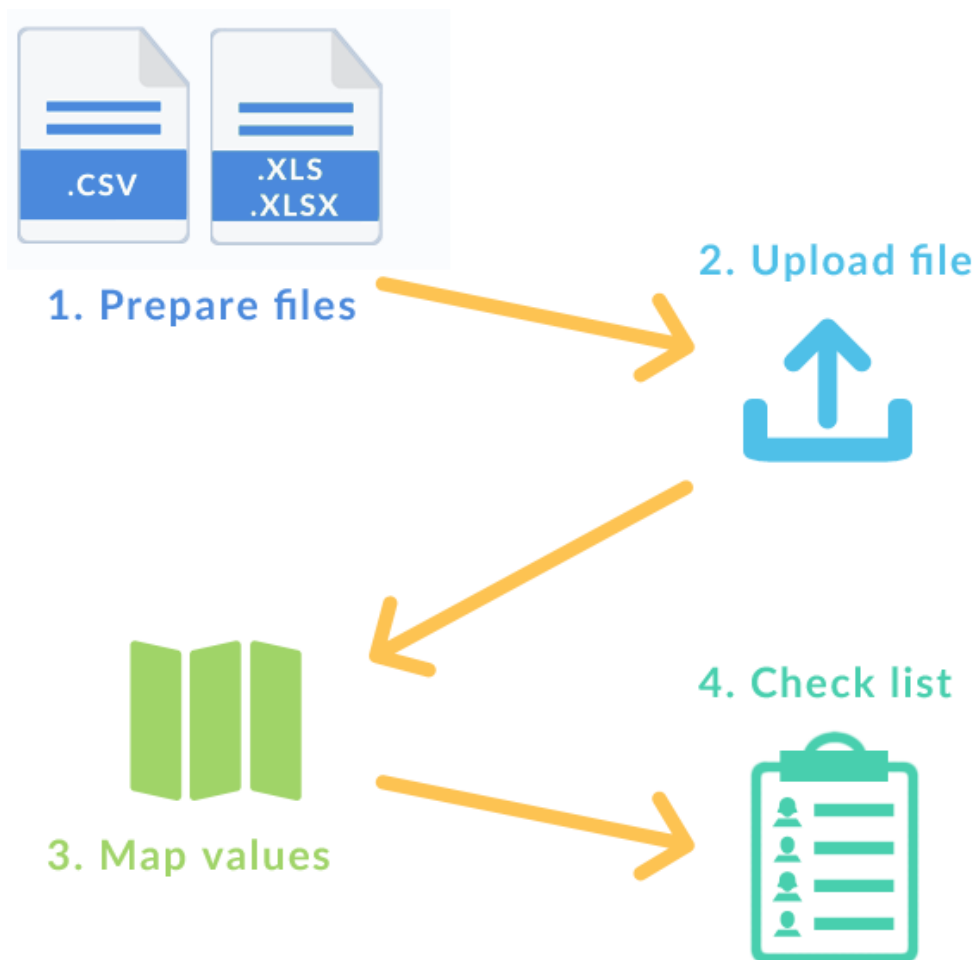 .CSV
.XLS
.XLSX
1. Prepare files
2. Upload file
3. Map values
4. Check list